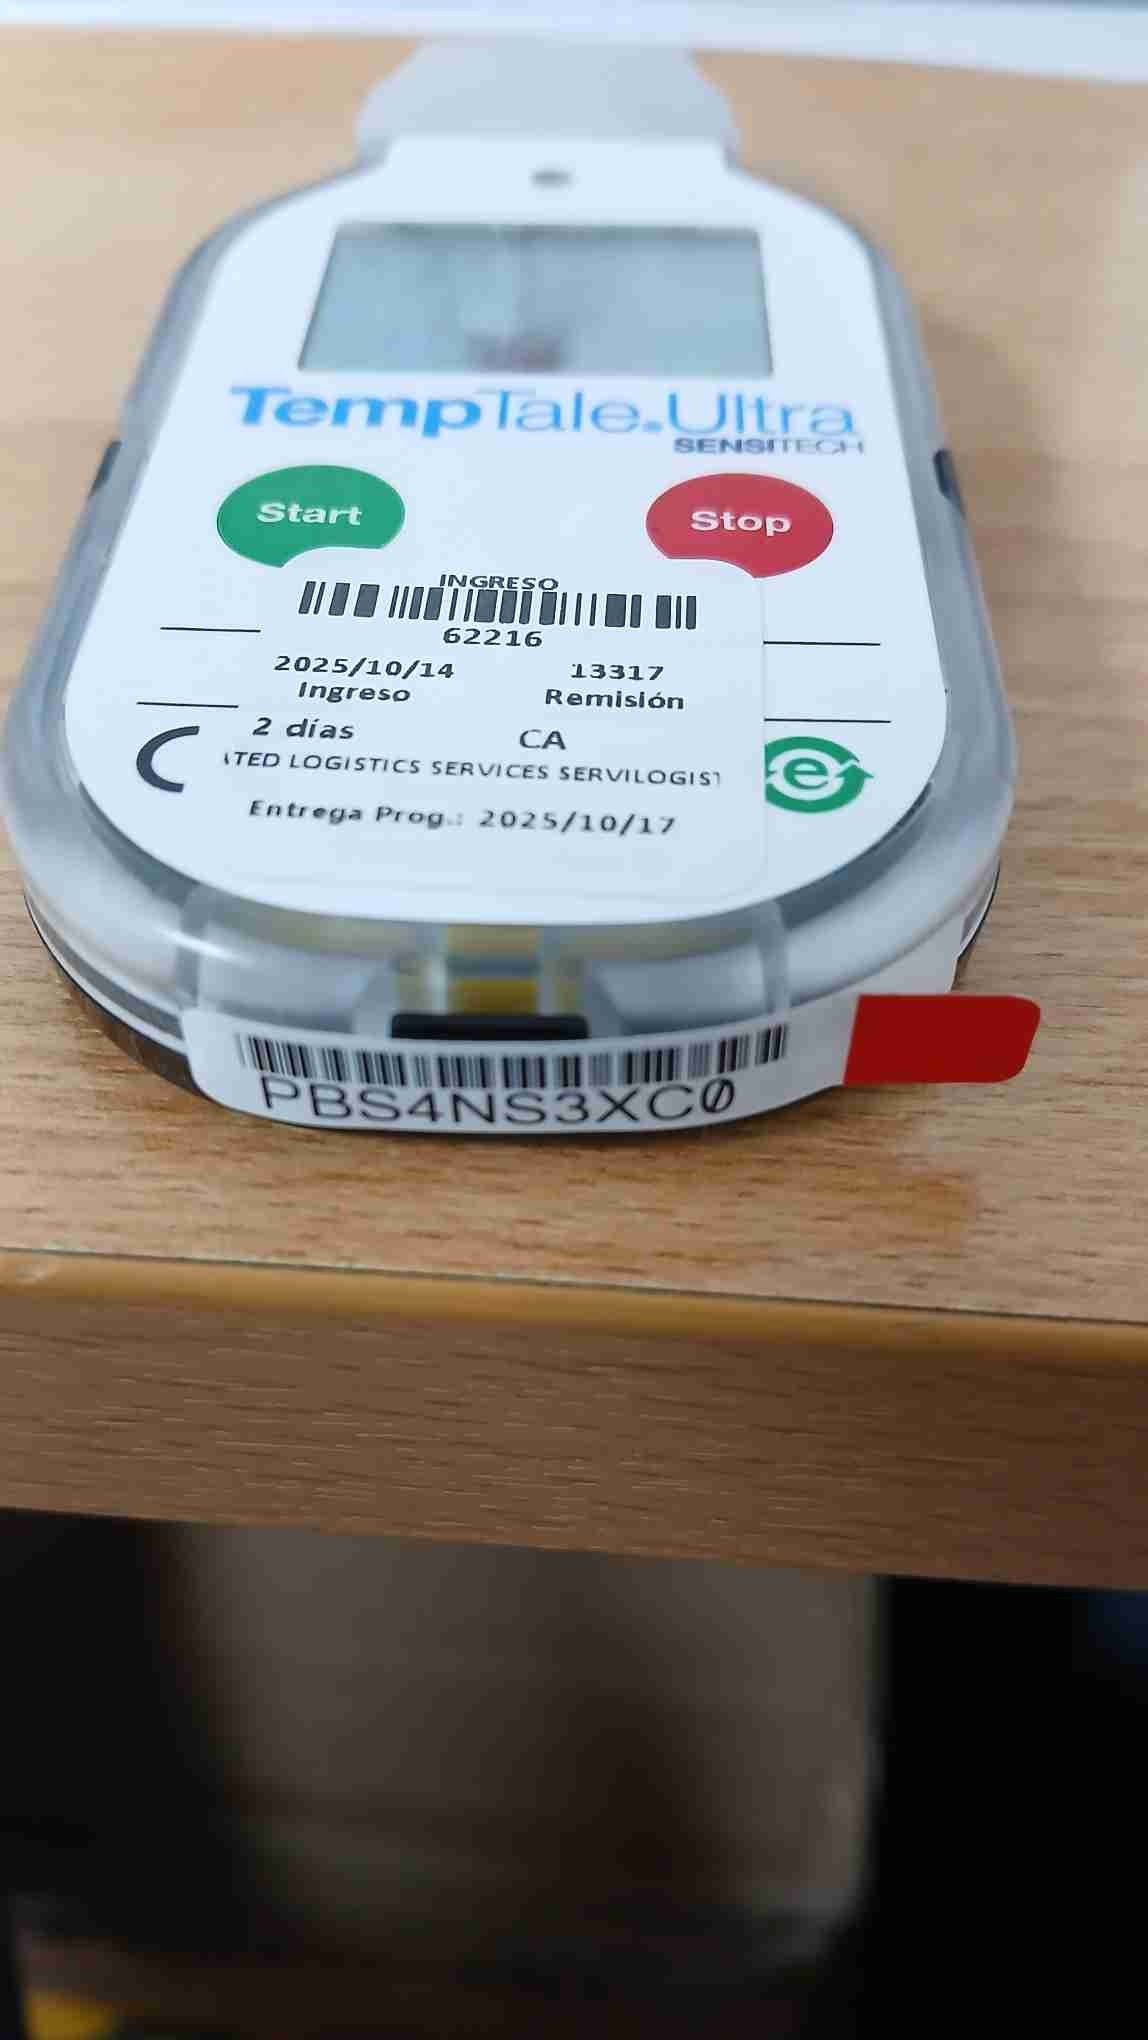 TempTale.Ultra
SENSITECH
Start
Stop
INGRESO
62216
2025/10/14 13317
Ingreso Remisión
2 días CA
ATED LOGISTICS SERVICES SERVILOGIST
Entrega Prog.: 2025/10/17
e
PBS4NS3XC0